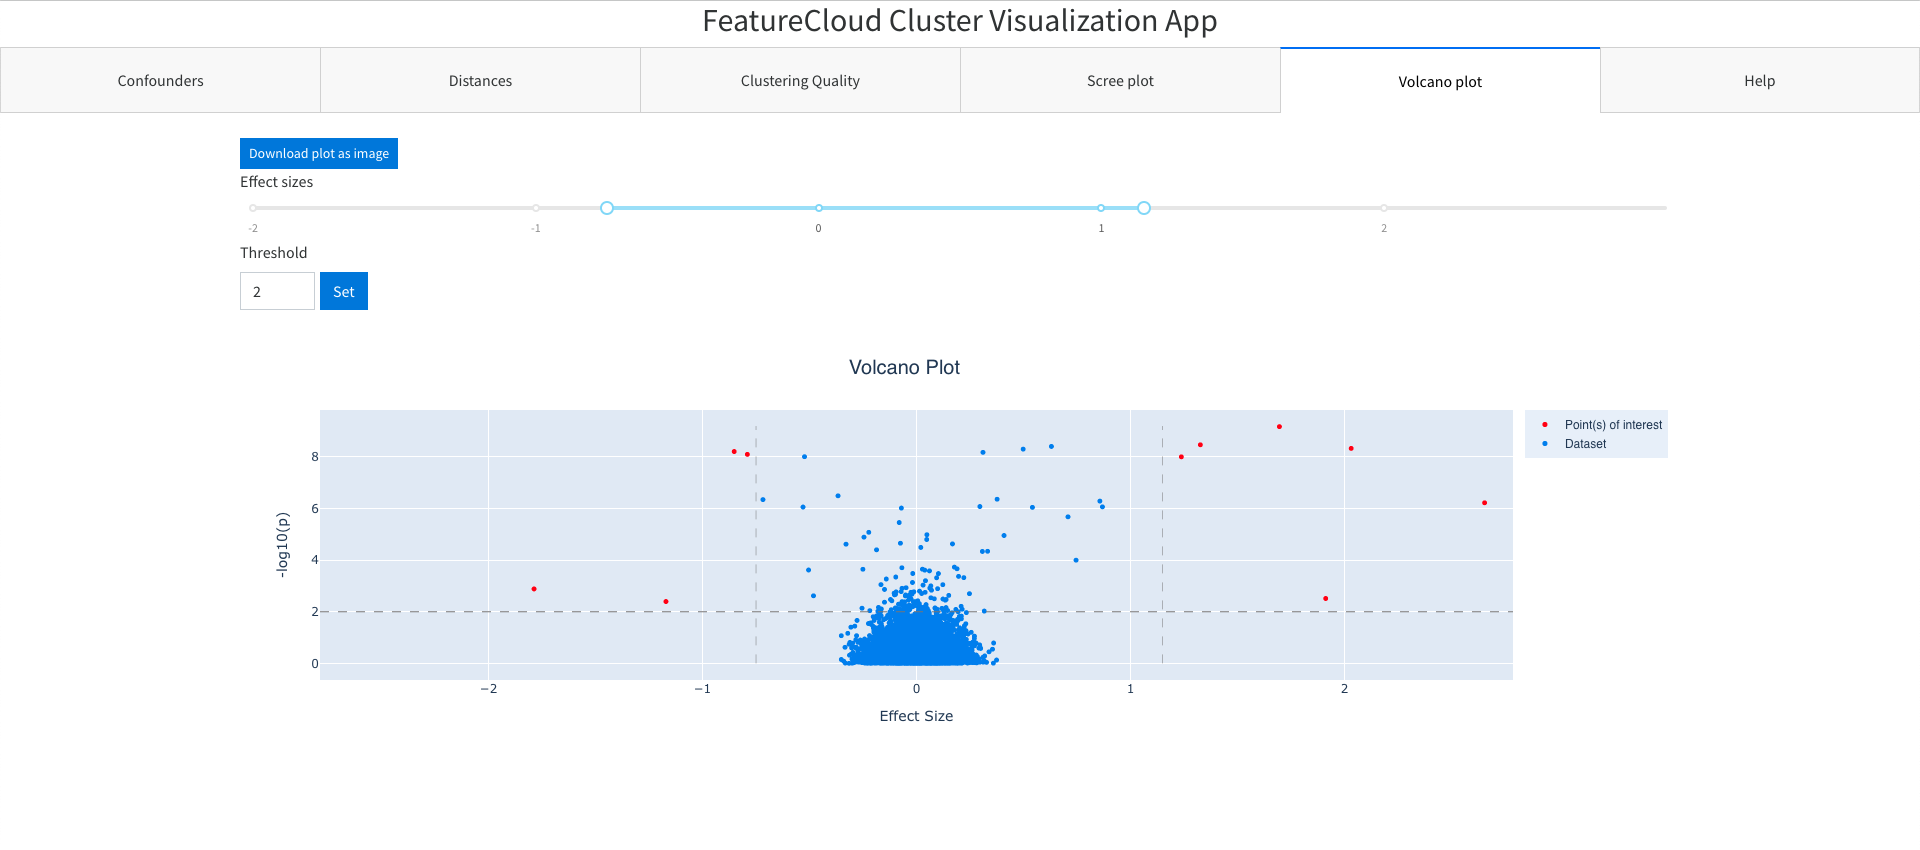 FeatureCloud Cluster Visualization App
Confounders
Distances
Clustering Quality
Scree plot
Volcano plot
Help
Download plot as image
Effect sizes
-2
-1
0
1
2
Threshold
2
Set
Volcano Plot
Point(s) of interest
Dataset
8
6
4
2
0
-log10(p)
−2
−1
0
1
2
Effect Size